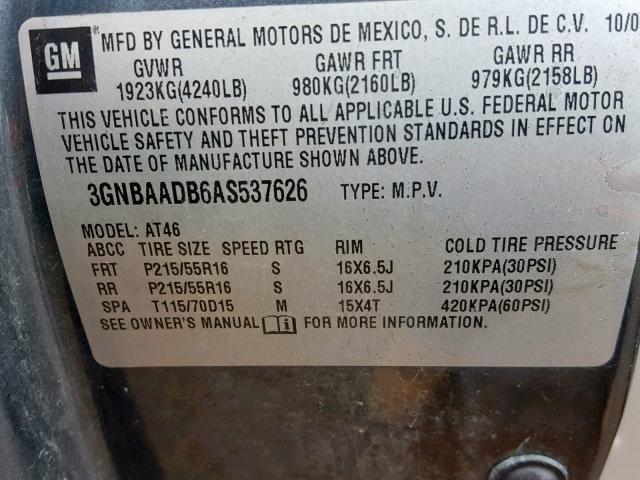 GM
MFD BY GENERAL MOTORS DE MEXICO, S. DE R.L. DE C.V. 10/0
GVWR GAWR FRT GAWR RR
1923KG(4240LB) 980KG(2160LB) 979KG(2158LB)
THIS VEHICLE CONFORMS TO ALL APPLICABLE U.S. FEDERAL MOTOR
VEHICLE SAFETY AND THEFT PREVENTION STANDARDS IN EFFECT ON
THE DATE OF MANUFACTURE SHOWN ABOVE.
3GNBAADB6AS537626 TYPE: M.P.V.
MODEL: AT46
ABCC TIRE SIZE SPEED RTG RIM COLD TIRE PRESSURE
FRT P215/55R16 S 16X6.5J 210KPA(30PSI)
RR P215/55R16 S 16X6.5J 210KPA(30PSI)
SPA T115/70D15 M 15X4T 420KPA(60PSI)
SEE OWNER'S MANUAL FOR MORE INFORMATION.